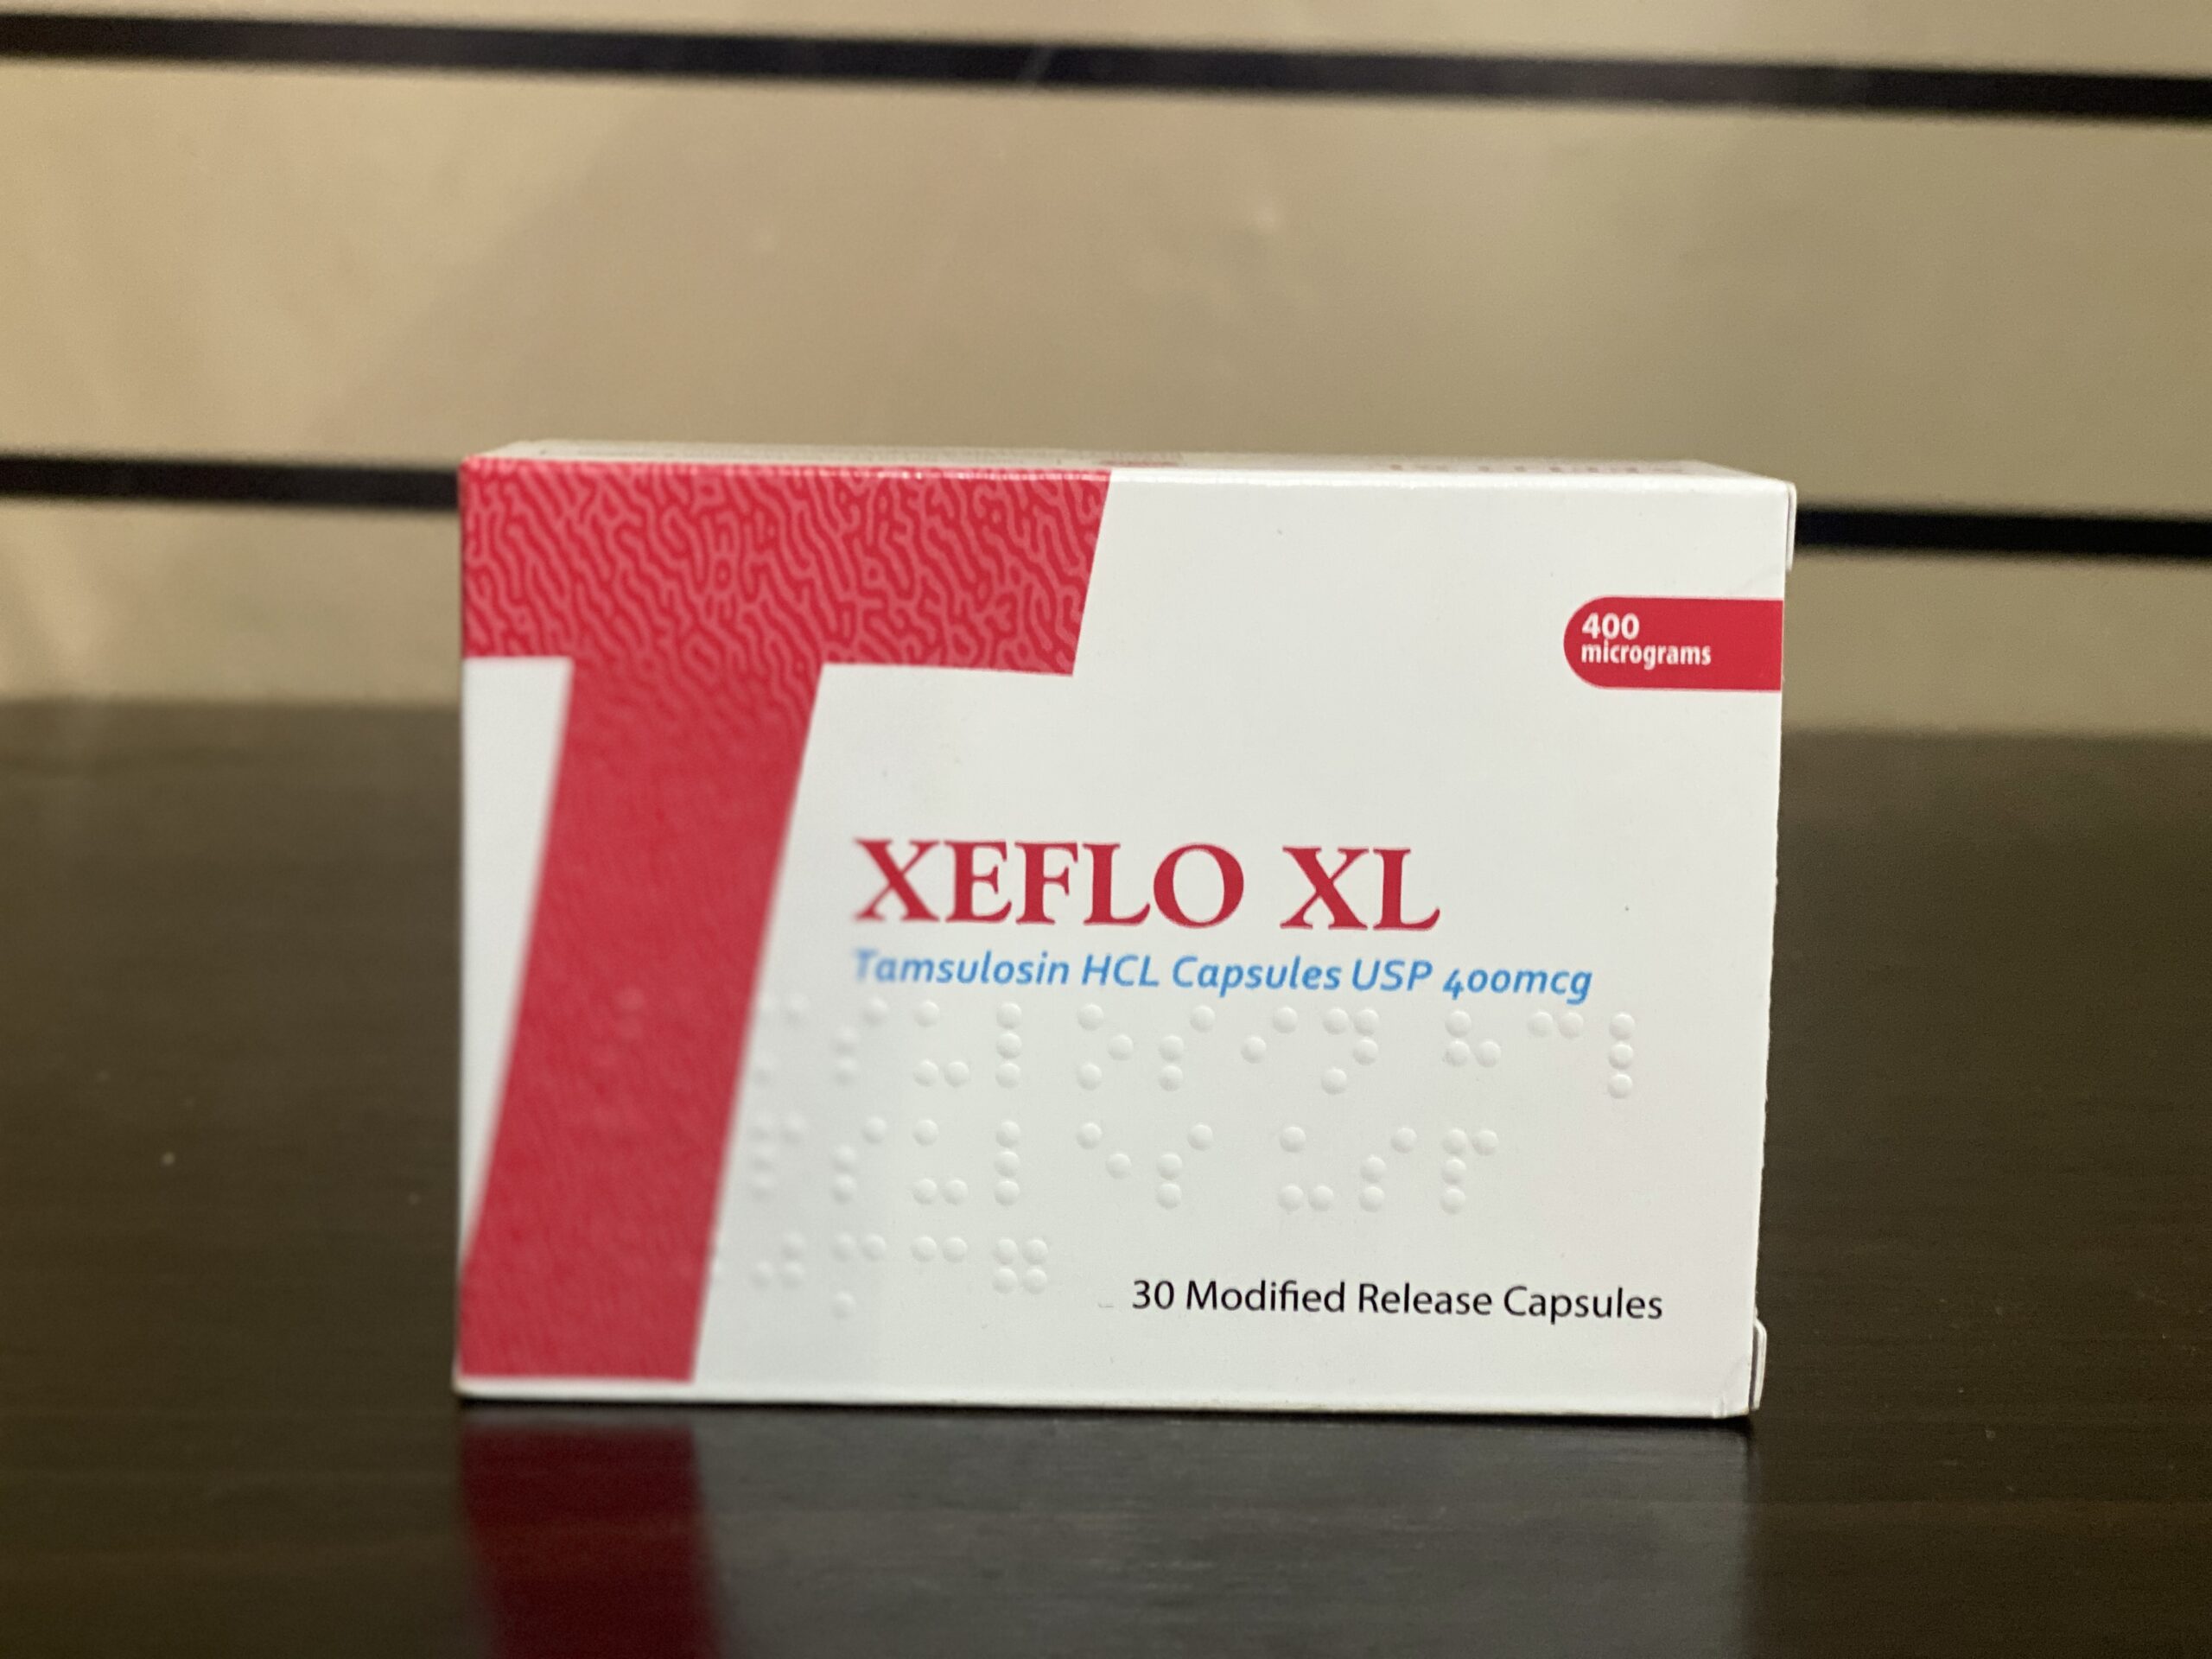 400
micrograms
XEFLO XL
Tamsulosin HCL Capsules USP 400mcg
30 Modified Release Capsules